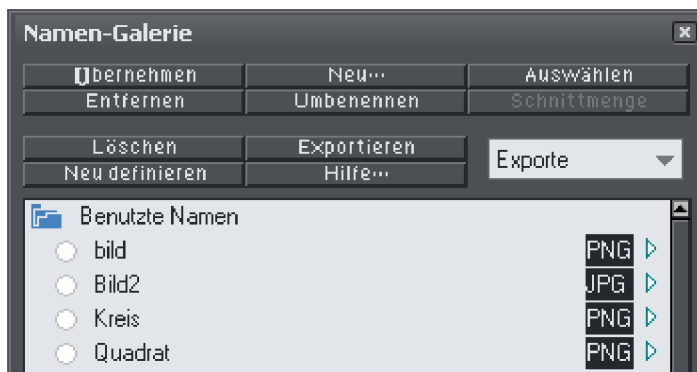 Namen-Galerie
Übernehmen Neu... Auswählen
Entfernen Umbenennen Schnittmenge
Löschen Exportieren
Exporte
Neu definieren Hilfe...
Benutzte Namen
bild PNG
Bild2 JPG
Kreis PNG
Quadrat PNG